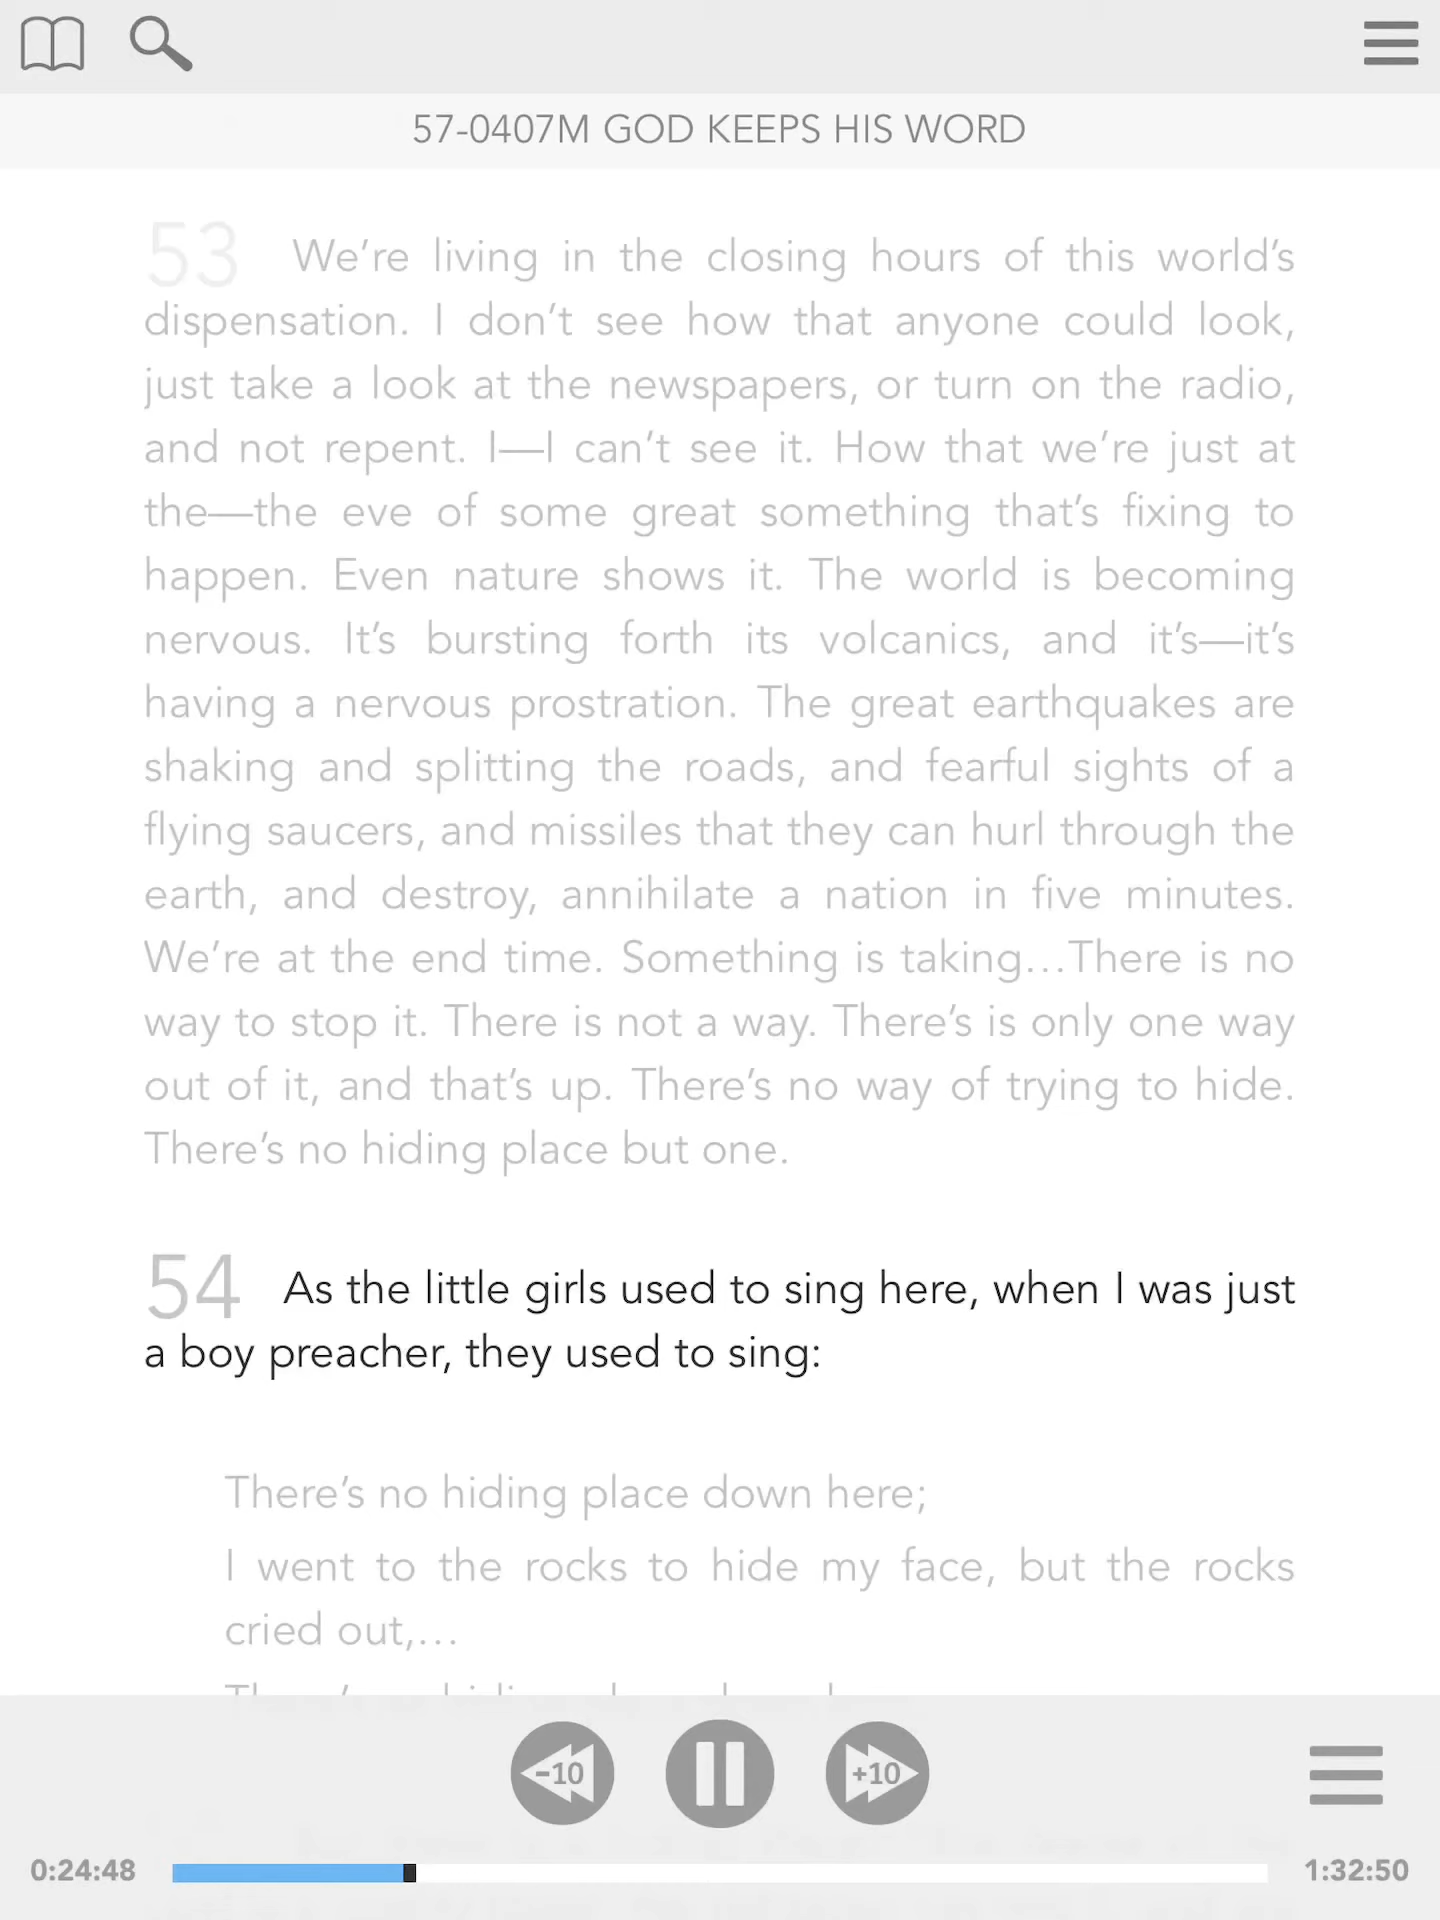 57-0407M GOD KEEPS HIS WORD
53 We’re living in the closing hours of this world’s
dispensation. I don’t see how that anyone could look,
just take a look at the newspapers, or turn on the radio,
and not repent. I—I can’t see it. How that we’re just at
the—the eve of some great something that’s fixing to
happen. Even nature shows it. The world is becoming
nervous. It’s bursting forth its volcanics, and it’s—it’s
having a nervous prostration. The great earthquakes are
shaking and splitting the roads, and fearful sights of a
flying saucers, and missiles that they can hurl through the
earth, and destroy, annihilate a nation in five minutes.
We’re at the end time. Something is taking…There is no
way to stop it. There is not a way. There’s is only one way
out of it, and that’s up. There’s no way of trying to hide.
There’s no hiding place but one.
54 As the little girls used to sing here, when I was just
a boy preacher, they used to sing:
There’s no hiding place down here;
I went to the rocks to hide my face, but the rocks
cried out,…
-10 +10
0:24:48 1:32:50